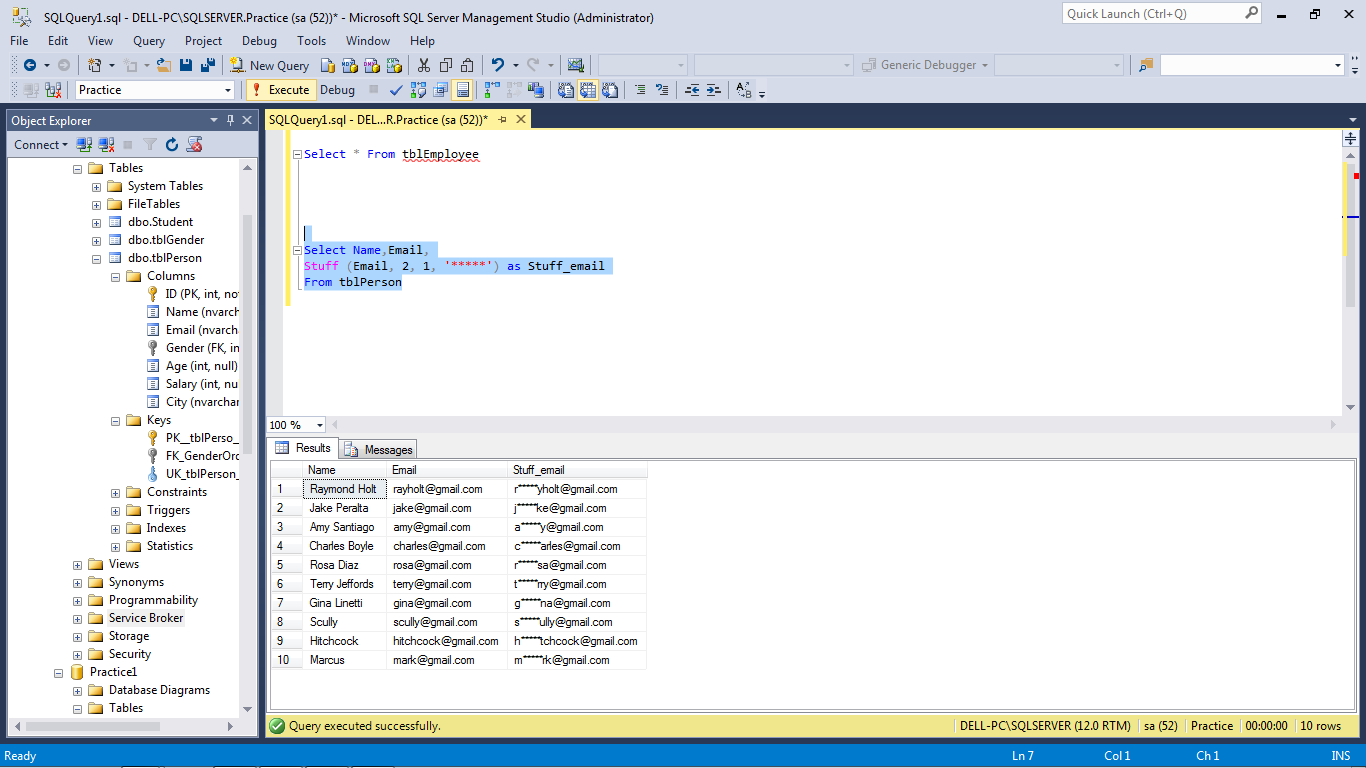 SQLQuery1.sql - DELL-PC\SQLSERVER.Practice (sa (52))* - Microsoft SQL Server Management Studio (Administrator)
Quick Launch (Ctrl+Q)
File Edit View Query Project Debug Tools Window Help
New Query
Generic Debugger
Practice
Execute Debug
Object Explorer
Connect
Tables
System Tables
FileTables
dbo.Student
dbo.tblGender
dbo.tblPerson
Columns
ID (PK, int, no
Name (nvarch
Email (nvarch
Gender (FK, in
Age (int, null)
Salary (int, nu
City (nvarchar
Keys
PK__tblPerso_
FK_GenderOrd
UK_tblPerson_
Constraints
Triggers
Indexes
Statistics
Views
Synonyms
Programmability
Service Broker
Storage
Security
Practice1
Database Diagrams
Tables
SQLQuery1.sql - DEL...R.Practice (sa (52))*
Select * From tblEmployee
Select Name,Email,
Stuff (Email, 2, 1, '*****') as Stuff_email
From tblPerson
100 %
Results Messages
Name Email Stuff_email
1 Raymond Holt rayholt@gmail.com r*****yholt@gmail.com
2 Jake Peralta jake@gmail.com j*****ke@gmail.com
3 Amy Santiago amy@gmail.com a*****y@gmail.com
4 Charles Boyle charles@gmail.com c*****arles@gmail.com
5 Rosa Diaz rosa@gmail.com r*****sa@gmail.com
6 Terry Jeffords terry@gmail.com t*****rry@gmail.com
7 Gina Linetti gina@gmail.com g*****na@gmail.com
8 Scully scully@gmail.com s*****ully@gmail.com
9 Hitchcock hitchcock@gmail.com h*****tchcock@gmail.com
10 Marcus mark@gmail.com m*****rk@gmail.com
Query executed successfully. DELL-PC\SQLSERVER (12.0 RTM) sa (52) Practice 00:00:00 10 rows
Ready Ln 7 Col 1 Ch 1 INS